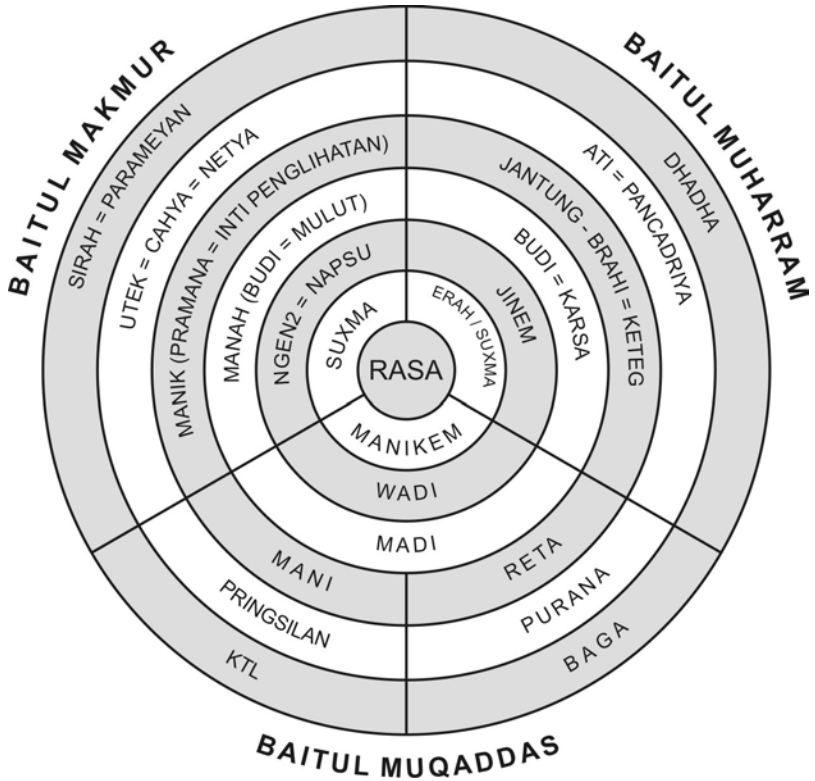 BAITUL MAKMUR
SIRAH = PARAMEYAN
UTEK = CAHYA = NETYA
MANIK (PRAMANA = INTI PENGLIHATAN)
MANAH (BUDI = MULUT)
NGEN2 = NAPSU
SUXMA
BAITUL MUHARRAM
DHADHA
ATI = PANCADRIYA
JANTUNG - BRAHI = KETEG
BUDI = KARSA
JINEM
ERAH / SUXMA
RASA
MANIKEM
WADI
MADI
MANI
RETA
PRINGSILAN
PURANA
KTL
BAGA
BAITUL MUQADDAS